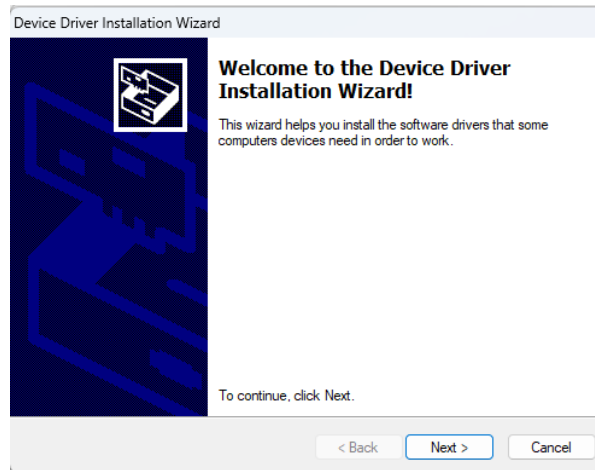 Device Driver Installation Wizard
Welcome to the Device Driver
Installation Wizard!
This wizard helps you install the software drivers that some
computers devices need in order to work.
To continue, click Next.
< Back Next > Cancel